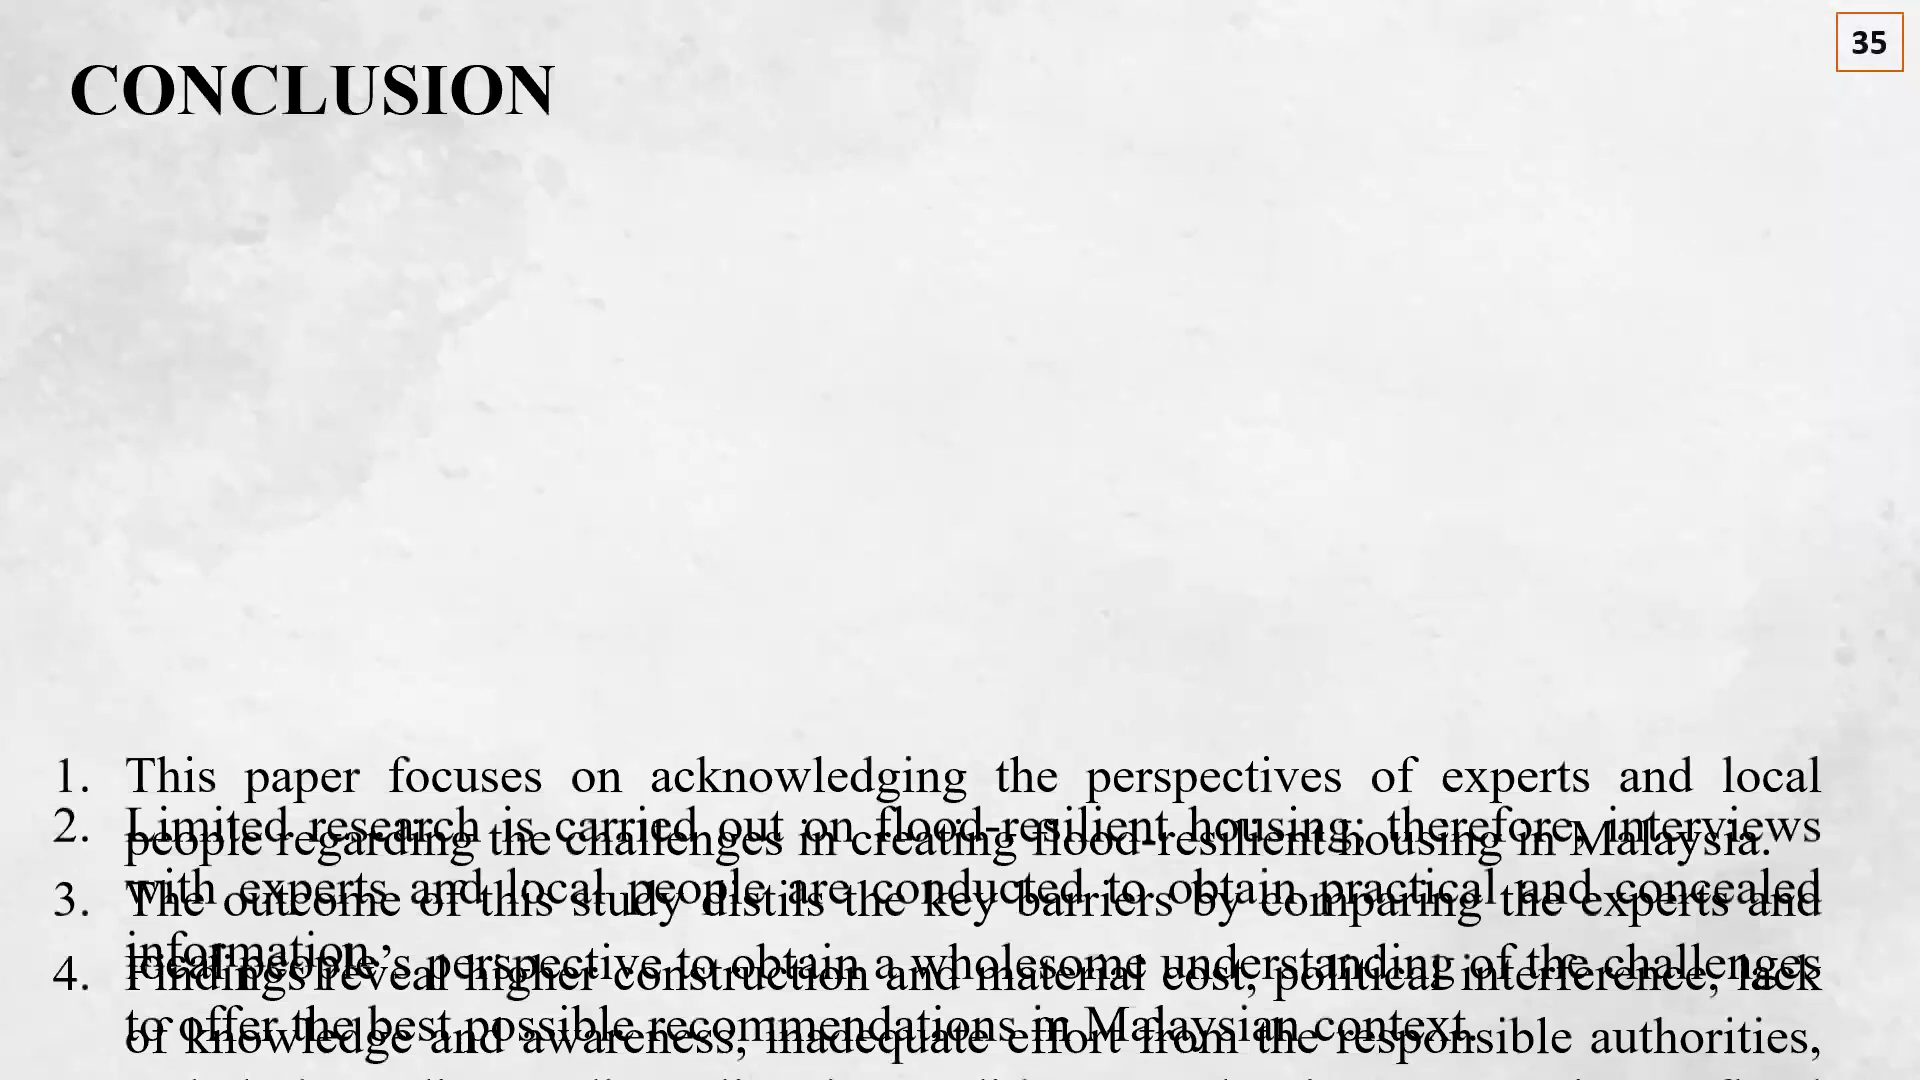 CONCLUSION
35
1. This paper focuses on acknowledging the perspectives of experts and local
people regarding the challenges in creating flood-resilient housing in Malaysia.
2. Limited research is carried out on flood-resilient housing; therefore, interviews
with experts and local people are conducted to obtain practical and concealed
information.
3. The outcome of this study distils the key barriers by comparing the experts and
local people’s perspective to obtain a wholesome understanding of the challenges
to offer the best possible recommendations in Malaysian context.
4. Findings reveal higher construction and material cost, political interference, lack
of knowledge and awareness, inadequate effort from the responsible authorities,